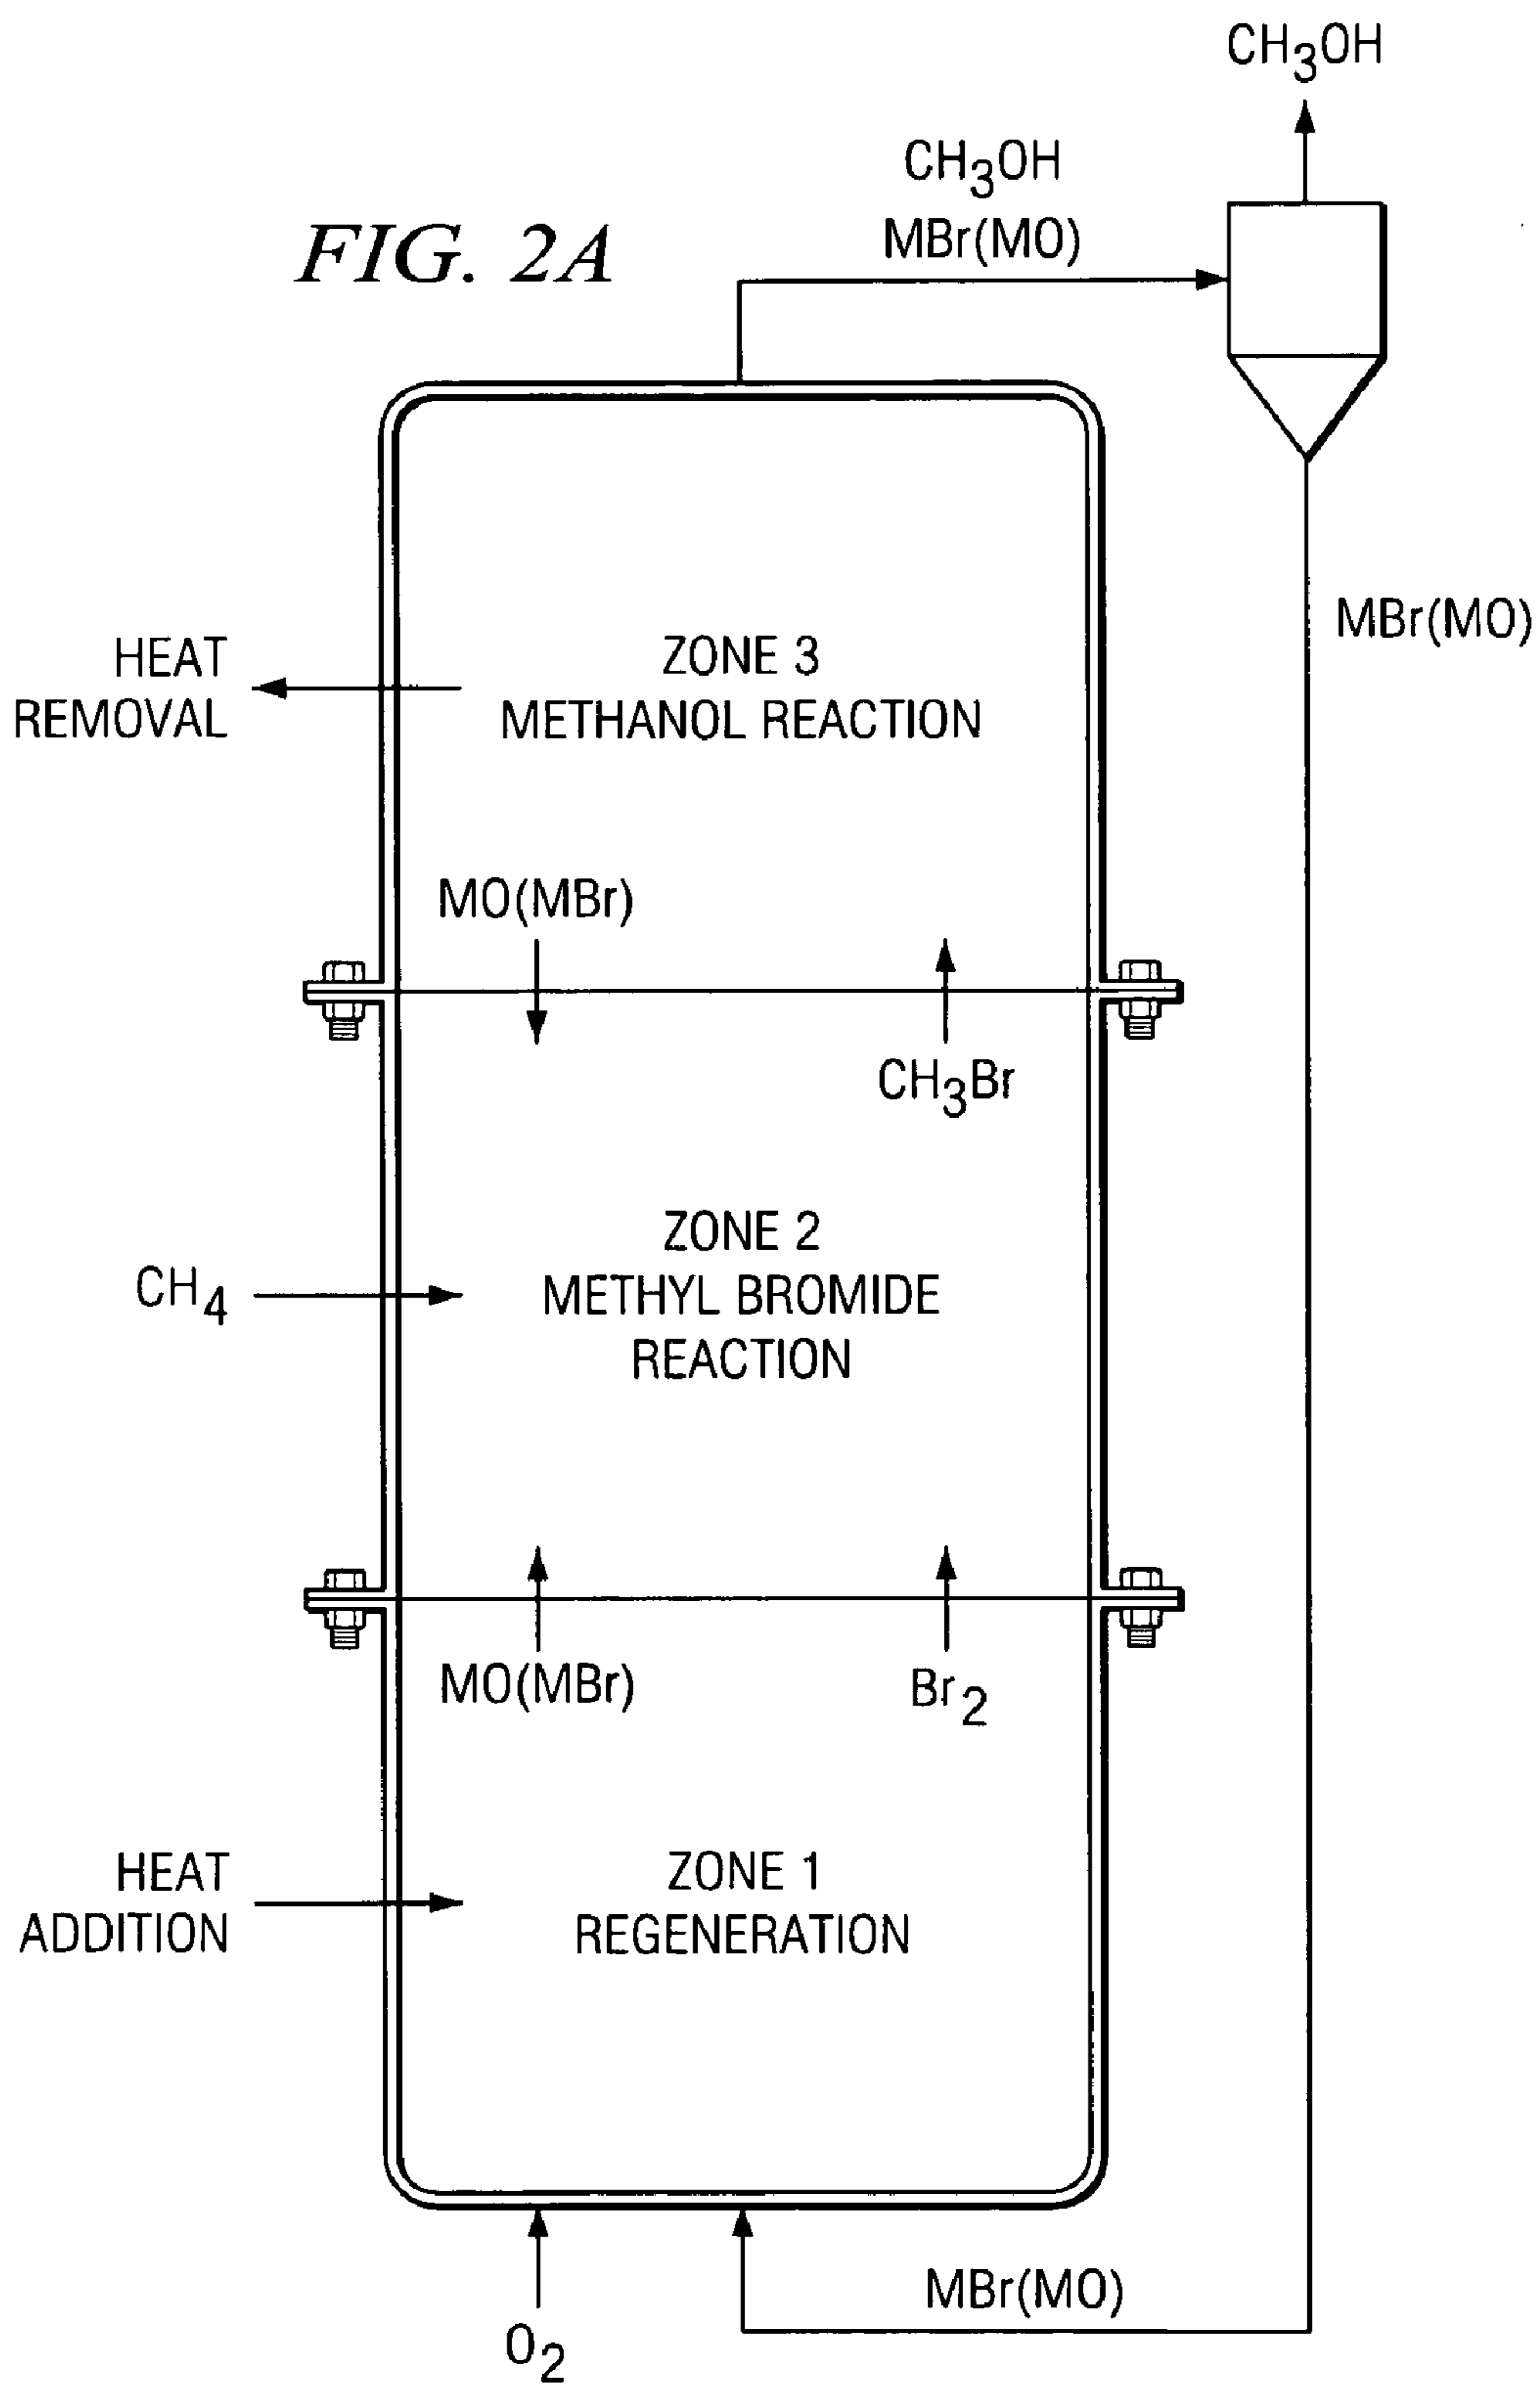 CH3OH
CH3OH
MBr(MO)
FIG. 2A
MBr(MO)
HEAT
REMOVAL
ZONE 3
METHANOL REACTION
MO(MBr)
CH3Br
CH4
ZONE 2
METHYL BROMIDE
REACTION
MO(MBr)
Br2
HEAT
ADDITION
ZONE 1
REGENERATION
MBr(MO)
O2